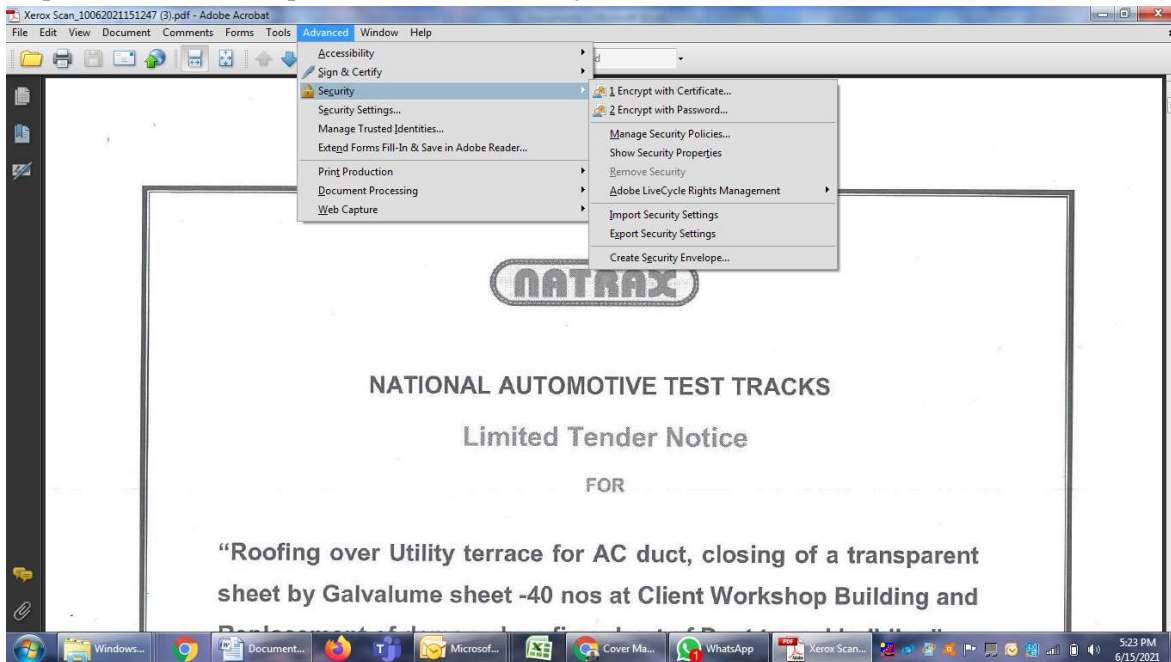 Xerox Scan_10062021151247 (3).pdf - Adobe Acrobat
File Edit View Document Comments Forms Tools Advanced Window Help
Accessibility
Sign & Certify
Security
Security Settings...
Manage Trusted Identities...
Extend Forms Fill-In & Save in Adobe Reader...
Print Production
Document Processing
Web Capture
1 Encrypt with Certificate...
2 Encrypt with Password...
Manage Security Policies...
Show Security Properties
Remove Security
Adobe LiveCycle Rights Management
Import Security Settings
Export Security Settings
Create Security Envelope...
NATRAX
NATIONAL AUTOMOTIVE TEST TRACKS
Limited Tender Notice
FOR
“Roofing over Utility terrace for AC duct, closing of a transparent
sheet by Galvalume sheet -40 nos at Client Workshop Building and
Windows... Document... Microsof... Cover Ma... WhatsApp Xerox Scan...
5:23 PM
6/15/2021